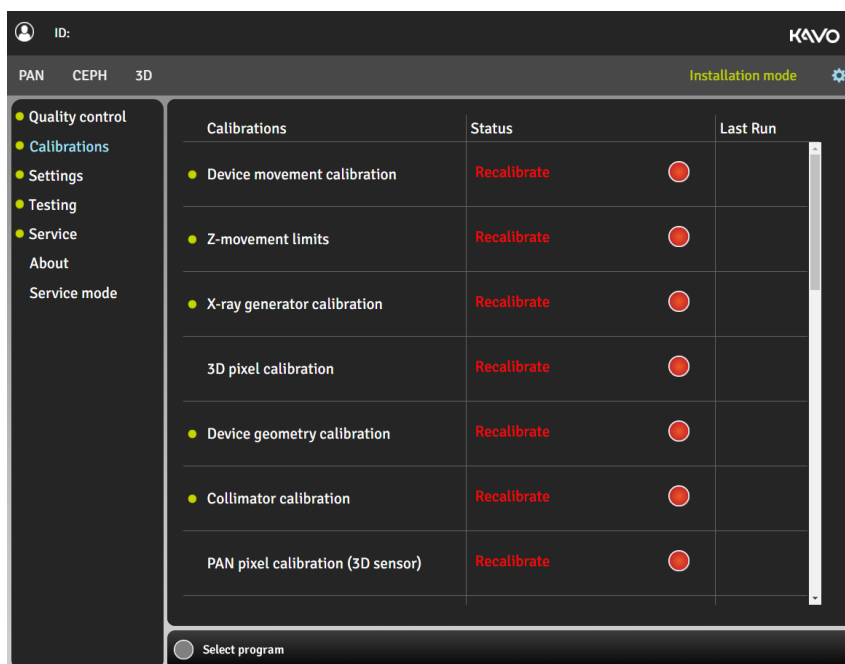 ID:
KAVO
PAN CEPH 3D
Installation mode
Quality control
Calibrations
Settings
Testing
Service
About
Service mode
Calibrations Status Last Run
Device movement calibration Recalibrate
Z-movement limits Recalibrate
X-ray generator calibration Recalibrate
3D pixel calibration Recalibrate
Device geometry calibration Recalibrate
Collimator calibration Recalibrate
PAN pixel calibration (3D sensor) Recalibrate
Select program